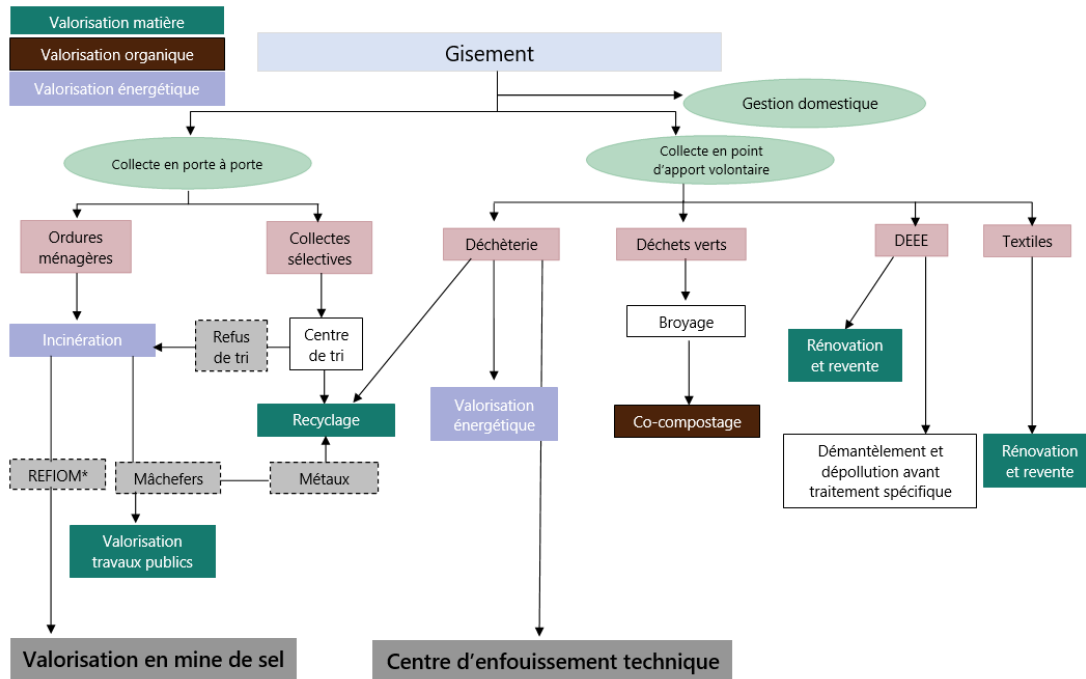 Valorisation matière
Valorisation organique
Valorisation énergétique
Gisement
Gestion domestique
Collecte en porte à porte
Collecte en point
d'apport volontaire
Ordures
ménagères
Collectes
sélectives
Déchèterie
Déchets verts
DEEE
Textiles
Incinération
Refus
de tri
Centre
de tri
Broyage
Rénovation
et revente
Recyclage
Valorisation
énergétique
Co-compostage
REFIOM*
Mâchefers
Métaux
Démantèlement et
dépollution avant
traitement spécifique
Rénovation
et revente
Valorisation
travaux publics
Valorisation en mine de sel
Centre d'enfouissement technique